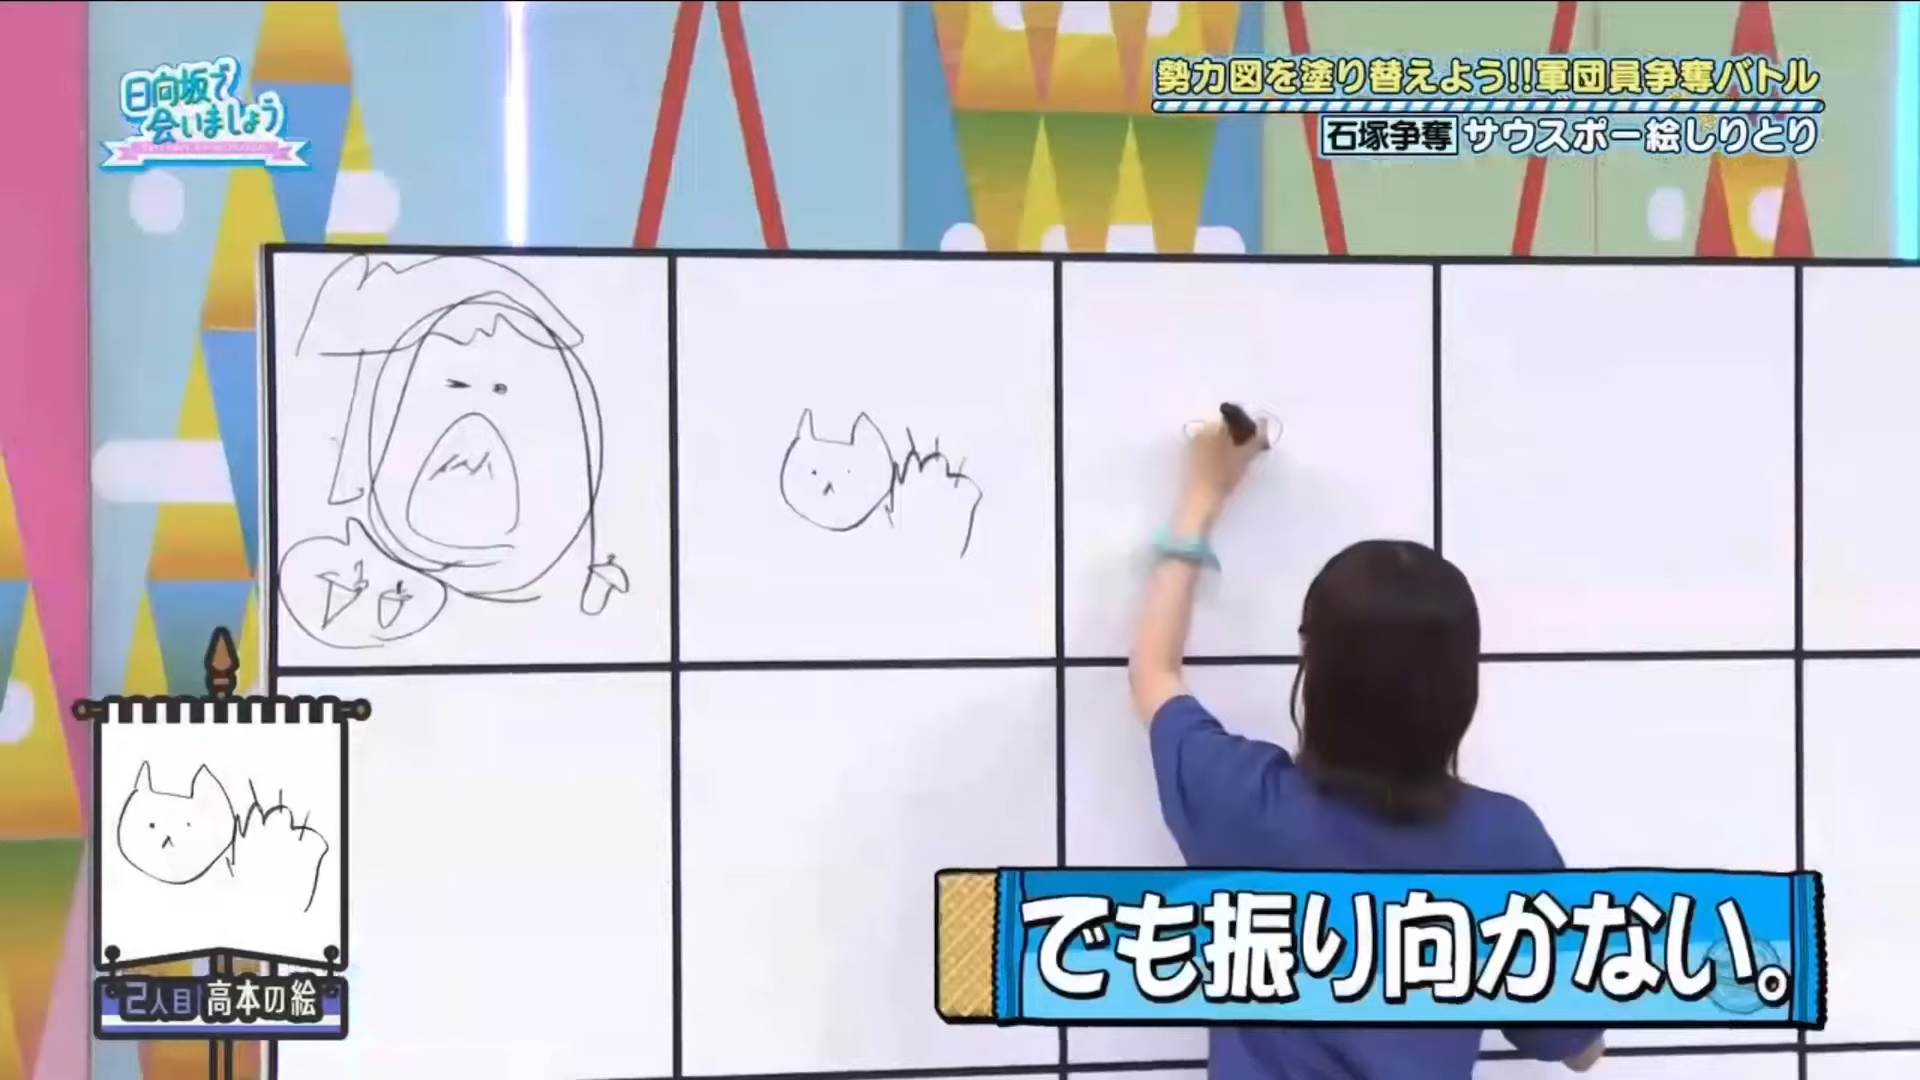 日向坂で
会いましょう
勢力図を塗り替えよう!!軍団員争奪バトル
石塚争奪 サウスポー絵しりとり
2人目 高本の絵
でも振り向かない。